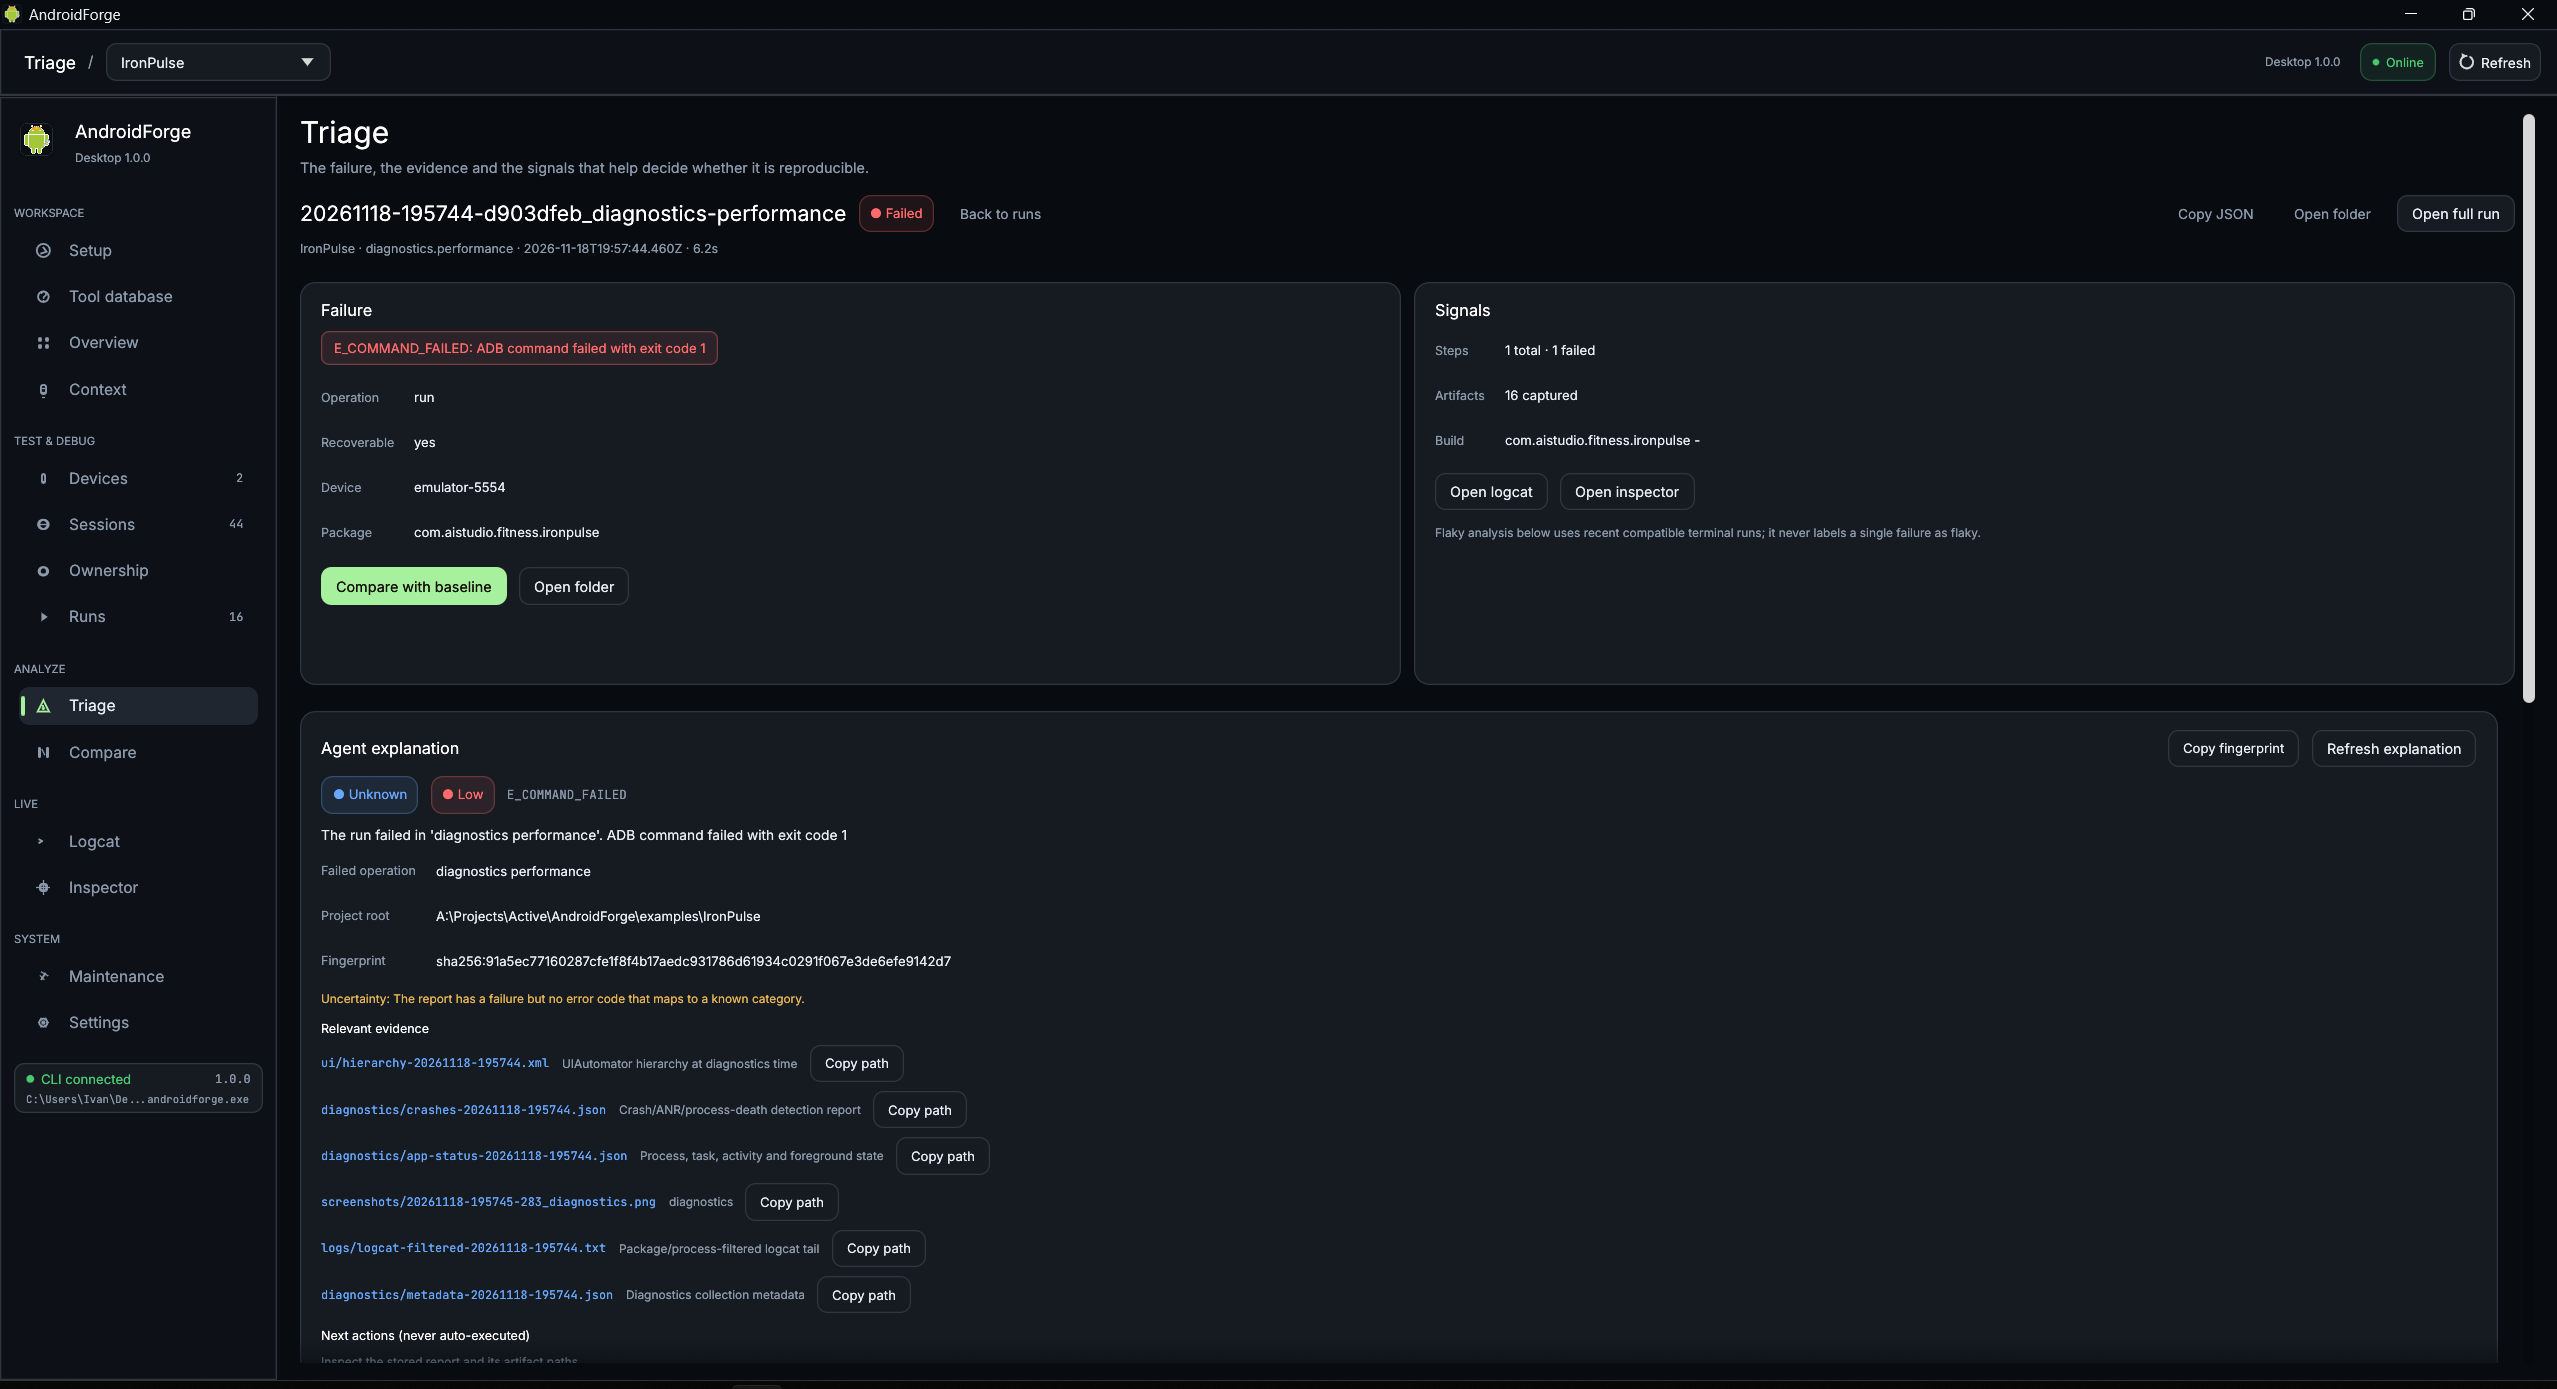 AndroidForge
Triage / IronPulse
Desktop 1.0.0 Online Refresh
AndroidForge
Desktop 1.0.0
WORKSPACE
Setup
Tool database
Overview
Context
TEST & DEBUG
Devices 2
Sessions 44
Ownership
Runs 16
ANALYZE
Triage
Compare
LIVE
Logcat
Inspector
SYSTEM
Maintenance
Settings
CLI connected 1.0.0
C:\Users\Ivan\De...androidforge.exe
Triage
The failure, the evidence and the signals that help decide whether it is reproducible.
20261118-195744-d903dfeb_diagnostics-performance Failed Back to runs Copy JSON Open folder Open full run
IronPulse · diagnostics.performance · 2026-11-18T19:57:44.460Z · 6.2s
Failure
E_COMMAND_FAILED: ADB command failed with exit code 1
Operation run
Recoverable yes
Device emulator-5554
Package com.aistudio.fitness.ironpulse
Compare with baseline Open folder
Signals
Steps 1 total · 1 failed
Artifacts 16 captured
Build com.aistudio.fitness.ironpulse -
Open logcat Open inspector
Flaky analysis below uses recent compatible terminal runs; it never labels a single failure as flaky.
Agent explanation Copy fingerprint Refresh explanation
Unknown Low E_COMMAND_FAILED
The run failed in 'diagnostics performance'. ADB command failed with exit code 1
Failed operation diagnostics performance
Project root A:\Projects\Active\AndroidForge\examples\IronPulse
Fingerprint sha256:91a5ec77160287cfe1f8f4b17aedc931786d61934c0291f067e3de6efe9142d7
Uncertainty: The report has a failure but no error code that maps to a known category.
Relevant evidence
ui/hierarchy-20261118-195744.xml UIAutomator hierarchy at diagnostics time Copy path
diagnostics/crashes-20261118-195744.json Crash/ANR/process-death detection report Copy path
diagnostics/app-status-20261118-195744.json Process, task, activity and foreground state Copy path
screenshots/20261118-195745-283_diagnostics.png diagnostics Copy path
logs/logcat-filtered-20261118-195744.txt Package/process-filtered logcat tail Copy path
diagnostics/metadata-20261118-195744.json Diagnostics collection metadata Copy path
Next actions (never auto-executed)
Inspect the stored report and its artifact paths